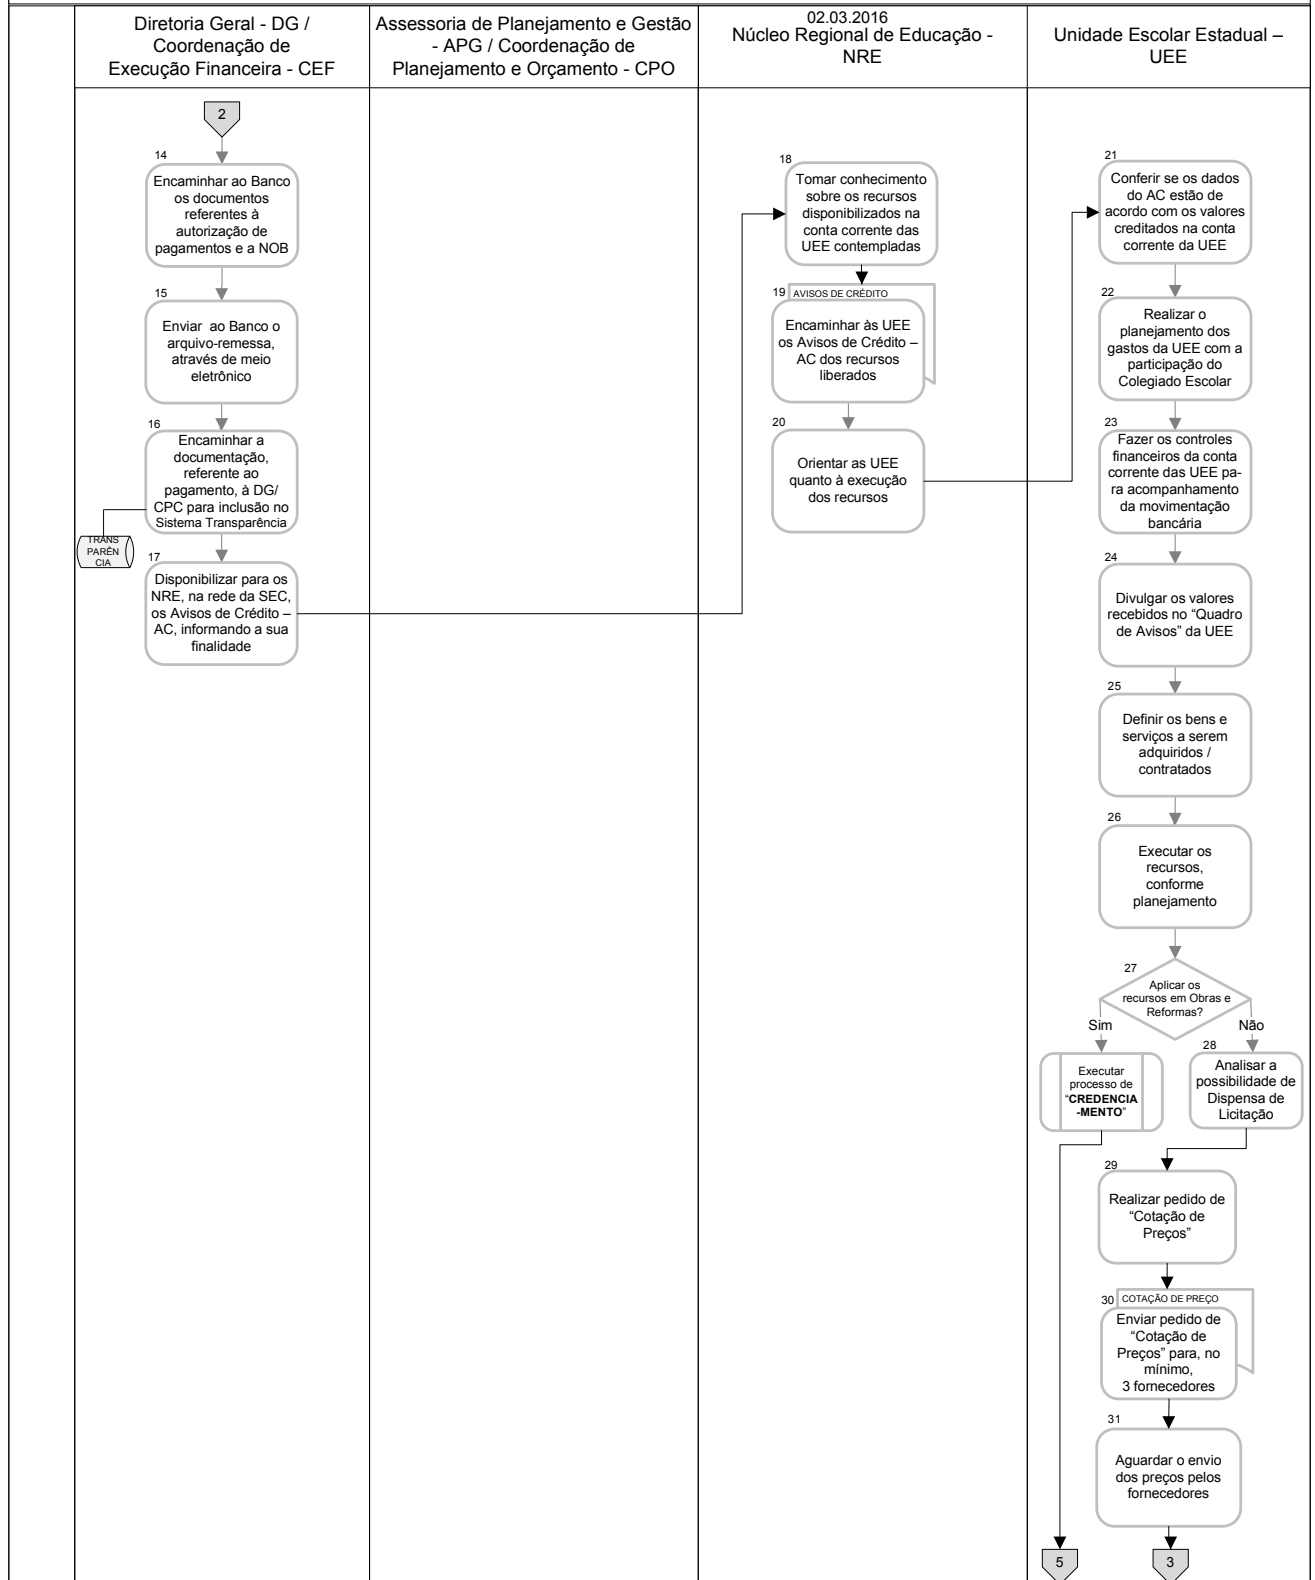 Diretoria Geral - DG /
Coordenação de
Execução Financeira - CEF
Assessoria de Planejamento e Gestão
- APG / Coordenação de
Planejamento e Orçamento - CPO
02.03.2016
Núcleo Regional de Educação -
NRE
Unidade Escolar Estadual –
UEE
2
14
Encaminhar ao Banco
os documentos
referentes à
autorização de
pagamentos e a NOB
15
Enviar ao Banco o
arquivo-remessa,
através de meio
eletrônico
16
Encaminhar a
documentação,
referente ao
pagamento, à DG/
CPC para inclusão no
Sistema Transparência
TRANS
PARÊN
CIA
17
Disponibilizar para os
NRE, na rede da SEC,
os Avisos de Crédito –
AC, informando a sua
finalidade
18
Tomar conhecimento
sobre os recursos
disponibilizados na
conta corrente das
UEE contempladas
19
AVISOS DE CRÉDITO
Encaminhar às UEE
os Avisos de Crédito –
AC dos recursos
liberados
20
Orientar as UEE
quanto à execução
dos recursos
21
Conferir se os dados
do AC estão de
acordo com os valores
creditados na conta
corrente da UEE
22
Realizar o
planejamento dos
gastos da UEE com a
participação do
Colegiado Escolar
23
Fazer os controles
financeiros da conta
corrente das UEE pa-
ra acompanhamento
da movimentação
bancária
24
Divulgar os valores
recebidos no “Quadro
de Avisos” da UEE
25
Definir os bens e
serviços a serem
adquiridos /
contratados
26
Executar os
recursos,
conforme
planejamento
27
Aplicar os
recursos em Obras e
Reformas?
Sim
Não
Executar
processo de
“CREDENCIA
-MENTO”
28
Analisar a
possibilidade de
Dispensa de
Licitação
29
Realizar pedido de
“Cotação de
Preços”
30
COTAÇÃO DE PREÇO
Enviar pedido de
“Cotação de
Preços” para, no
mínimo,
3 fornecedores
31
Aguardar o envio
dos preços pelos
fornecedores
5
3